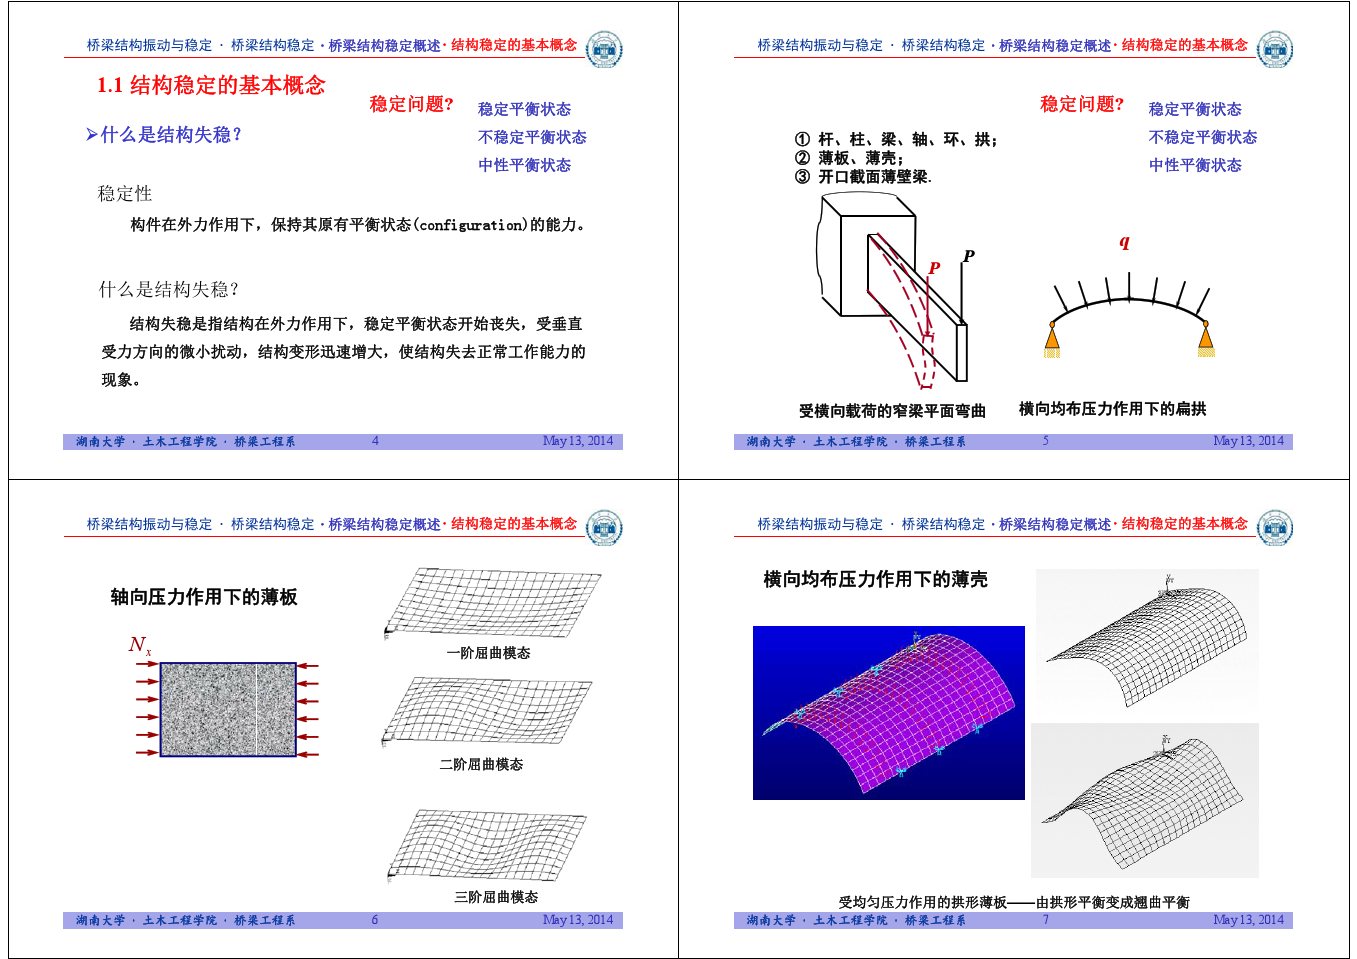 桥梁结构振动与稳定 · 桥梁结构稳定 · 桥梁结构稳定概述 · 结构稳定的基本概念
1.1 结构稳定的基本概念
稳定问题?
稳定平衡状态
不稳定平衡状态
中性平衡状态
什么是结构失稳?
稳定性
构件在外力作用下，保持其原有平衡状态(configuration)的能力。
什么是结构失稳?
结构失稳是指结构在外力作用下，稳定平衡状态开始丧失，受垂直
受力方向的微小扰动，结构变形迅速增大，使结构失去正常工作能力的
现象。
湖南大学 · 土木工程学院 · 桥梁工程系 4 May 13, 2014
桥梁结构振动与稳定 · 桥梁结构稳定 · 桥梁结构稳定概述 · 结构稳定的基本概念
稳定问题?
稳定平衡状态
不稳定平衡状态
中性平衡状态
① 杆、柱、梁、轴、环、拱；
② 薄板、薄壳；
③ 开口截面薄壁梁.
P
P
q
受横向载荷的窄梁平面弯曲
横向均布压力作用下的扁拱
湖南大学 · 土木工程学院 · 桥梁工程系 5 May 13, 2014
桥梁结构振动与稳定 · 桥梁结构稳定 · 桥梁结构稳定概述 · 结构稳定的基本概念
轴向压力作用下的薄板
Nx
一阶屈曲模态
二阶屈曲模态
三阶屈曲模态
湖南大学 · 土木工程学院 · 桥梁工程系 6 May 13, 2014
桥梁结构振动与稳定 · 桥梁结构稳定 · 桥梁结构稳定概述 · 结构稳定的基本概念
横向均布压力作用下的薄壳
受均匀压力作用的拱形薄板——由拱形平衡变成翘曲平衡
湖南大学 · 土木工程学院 · 桥梁工程系 7 May 13, 2014